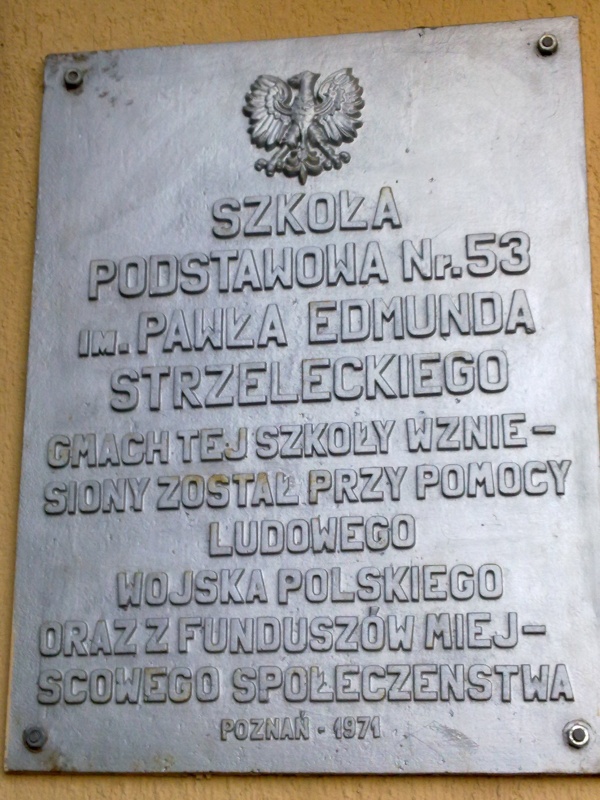 SZKOŁA
PODSTAWOWA Nr. 53
IM. PAWŁA EDMUNDA
STRZELECKIEGO
GMACH TEJ SZKOŁY WZNIE-
SIONY ZOSTAŁ PRZY POMOCY
LUDOWEGO
WOJSKA POLSKIEGO
ORAZ Z FUNDUSZÓW MIEJ-
SCOWEGO SPOŁECZENSTWA
POZNAŃ - 1971